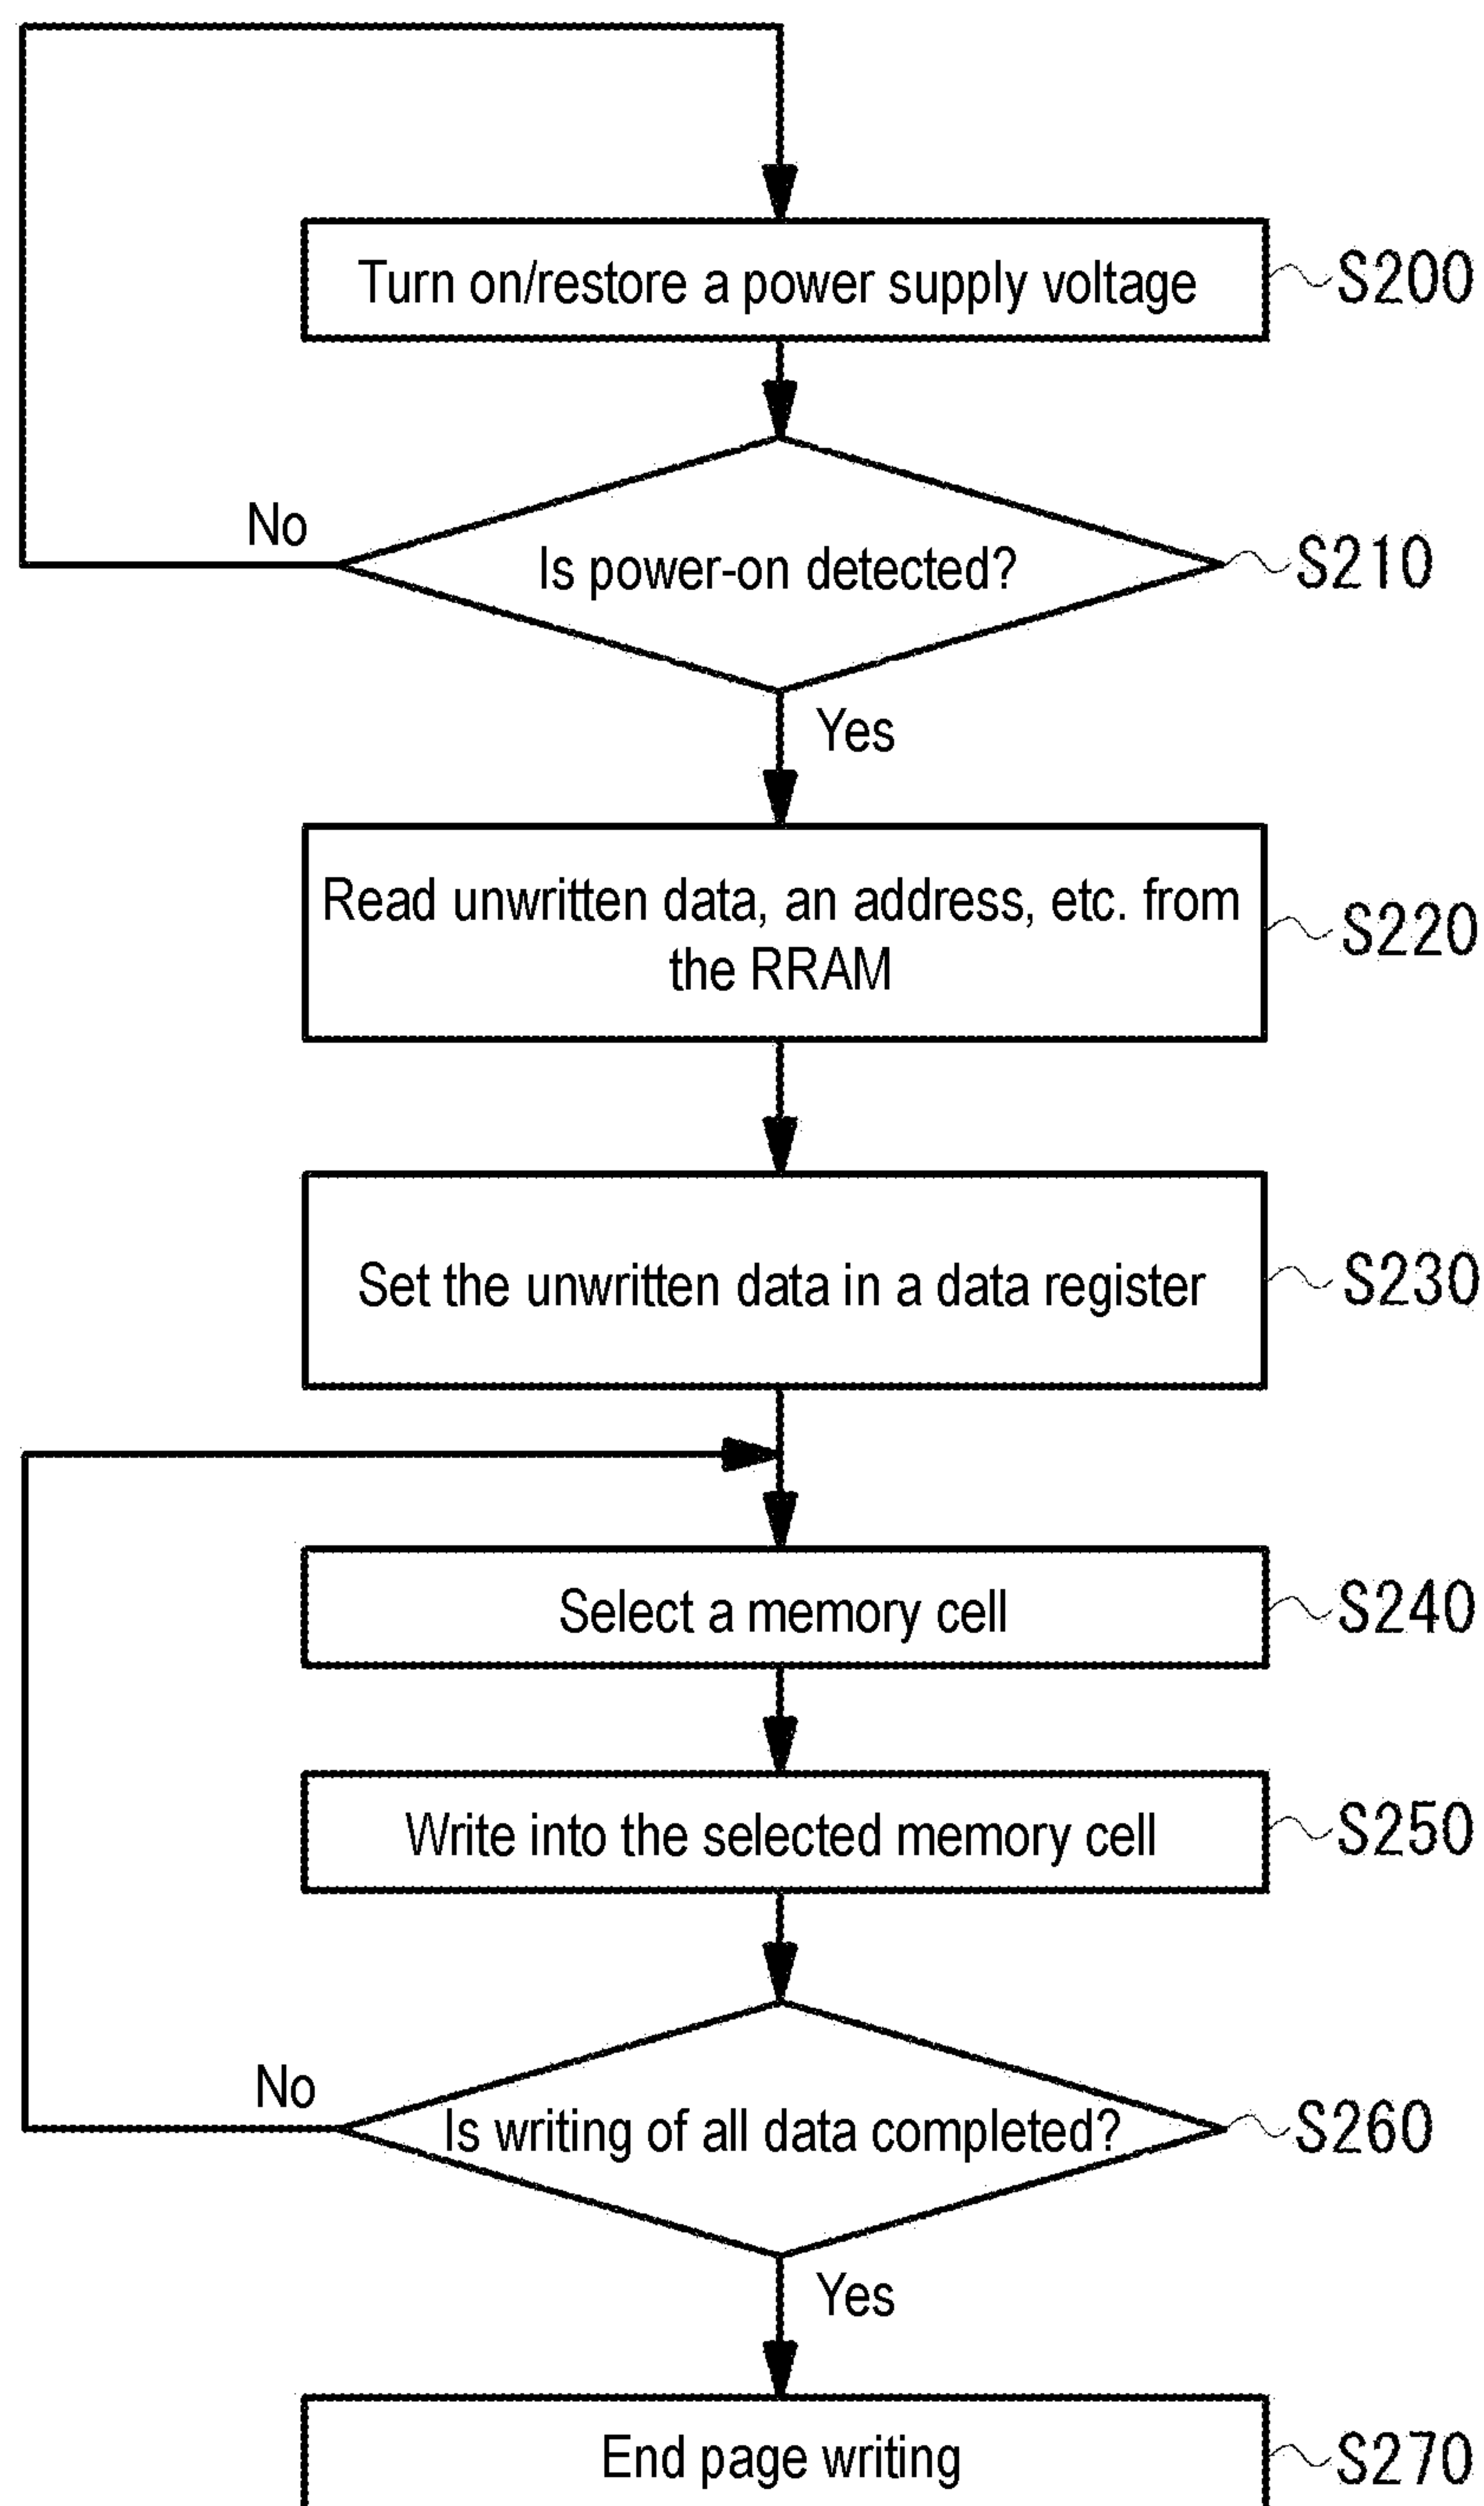 Turn on/restore a power supply voltage
S200
No
Is power-on detected?
S210
Yes
Read unwritten data, an address, etc. from
the RRAM
S220
Set the unwritten data in a data register
S230
Select a memory cell
S240
Write into the selected memory cell
S250
No
Is writing of all data completed?
S260
Yes
End page writing
S270